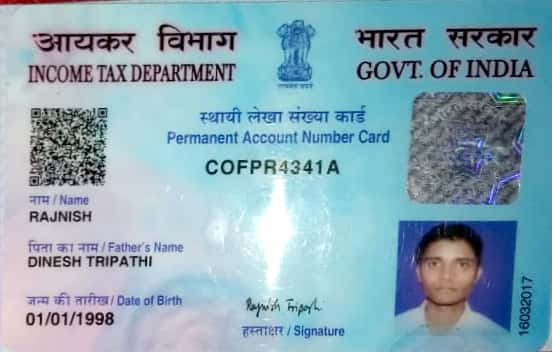 आयकर विभाग
INCOME TAX DEPARTMENT
भारत सरकार
GOVT. OF INDIA
स्थायी लेखा संख्या कार्ड
Permanent Account Number Card
COFPR4341A
नाम / Name
RAJNISH
पिता का नाम / Father's Name
DINESH TRIPATHI
जन्म की तारीख / Date of Birth
01/01/1998
Rajnish Tripathi
हस्ताक्षर / Signature
16032017